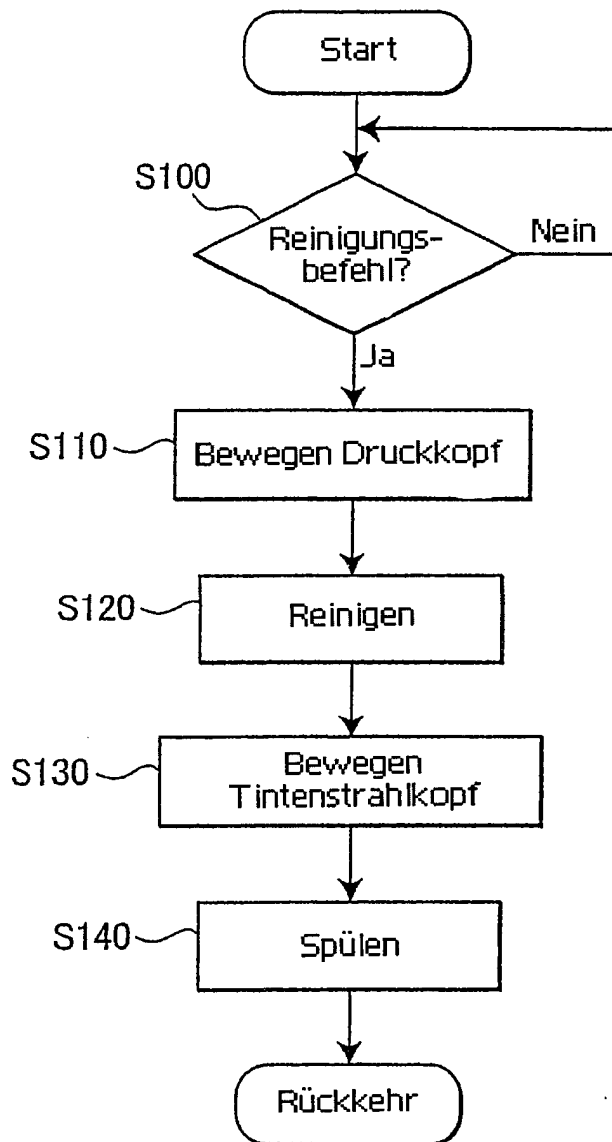 Start
S100
Reinigungs-
befehl?
Nein
Ja
S110
Bewegen Druckkopf
S120
Reinigen
S130
Bewegen
Tintenstrahlkopf
S140
Spülen
Rückkehr